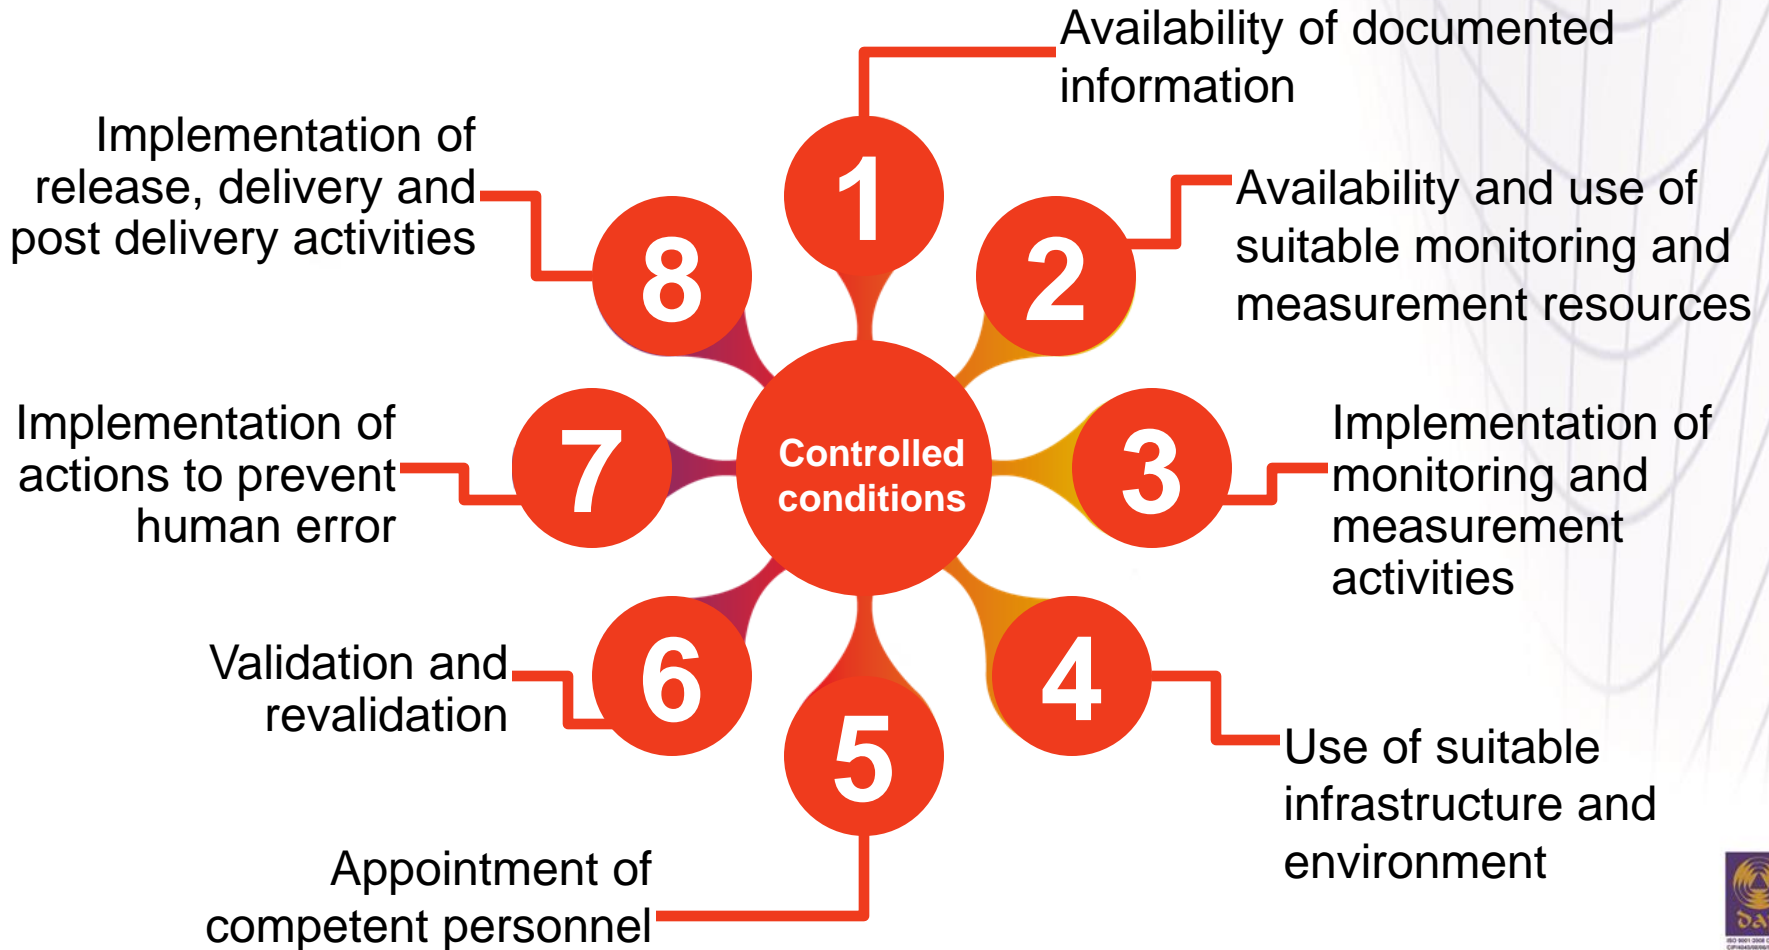 Availability of documented
information
1
Implementation of
release, delivery and
post delivery activities
8
2
Availability and use of
suitable monitoring and
measurement resources
Implementation of
actions to prevent
human error
7
Controlled
conditions
3
Implementation of
monitoring and
measurement
activities
Validation and
revalidation
6
4
Use of suitable
infrastructure and
environment
5
Appointment of
competent personnel